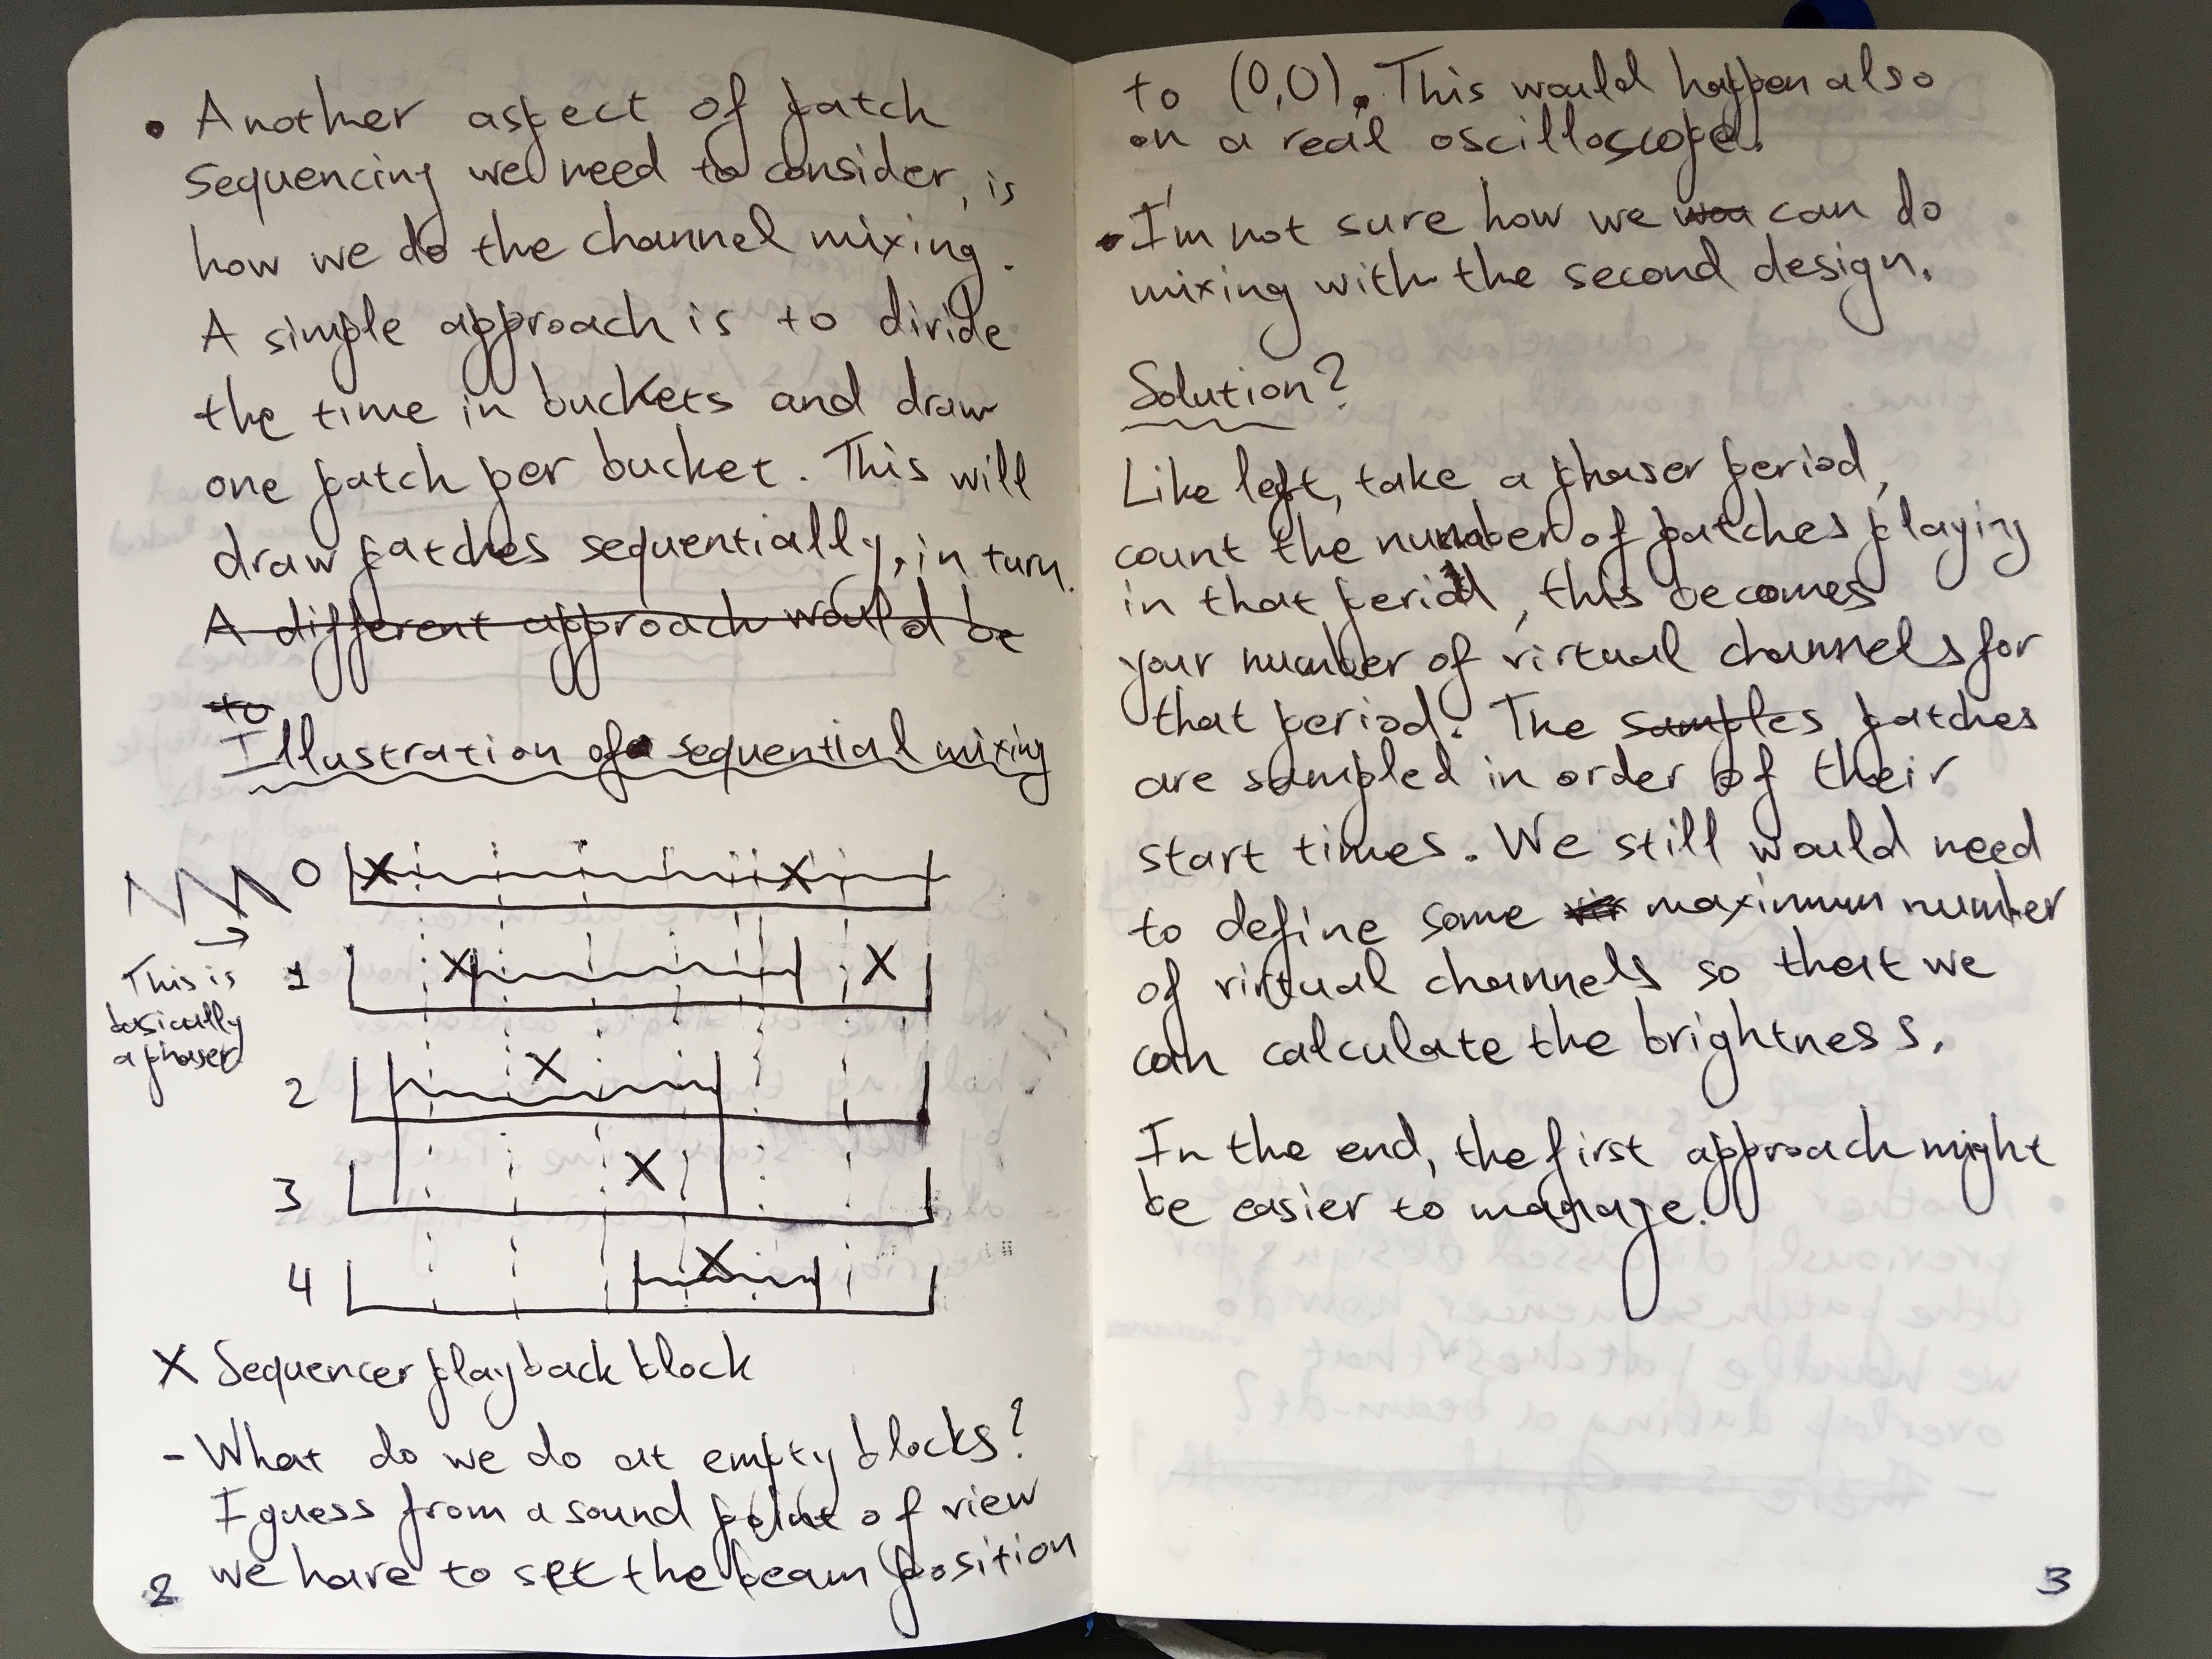 • Another aspect of patch
sequencing we need to consider, is
how we do the channel mixing.
A simple approach is to divide
the time in buckets and draw
one patch per bucket. This will
draw patches sequentially, in turn.
A different approach would be
to
Illustration of sequential mixing
0
1
2
3
4
This is
basically
a phaser
X Sequencer playback block
- What do we do at empty blocks?
I guess from a sound point of view
we have to set the beam position
2
to (0,0). This would happen also
on a real oscilloscope.
• I'm not sure how we can do
mixing with the second design.
Solution?
Like left, take a phaser period,
count the number of patches playing
in that period, this becomes
your number of virtual channels for
that period. The samples patches
are sampled in order of their
start times. We still would need
to define some maximum number
of virtual channels so that we
can calculate the brightness.
In the end, the first approach might
be easier to manage.
3